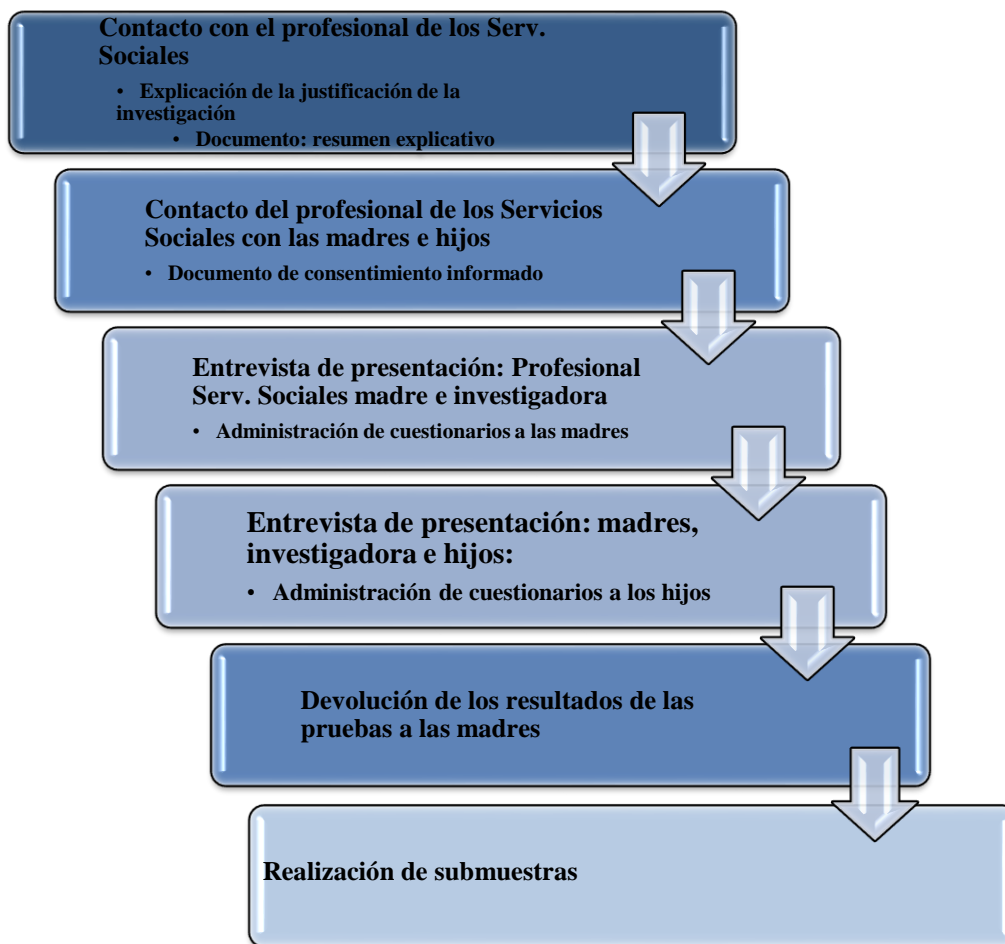 Contacto con el profesional de los Serv.
Sociales
• Explicación de la justificación de la
investigación
• Documento: resumen explicativo
Contacto del profesional de los Servicios
Sociales con las madres e hijos
• Documento de consentimiento informado
Entrevista de presentación: Profesional
Serv. Sociales madre e investigadora
• Administración de cuestionarios a las madres
Entrevista de presentación: madres,
investigadora e hijos:
• Administración de cuestionarios a los hijos
Devolución de los resultados de las
pruebas a las madres
Realización de submuestras